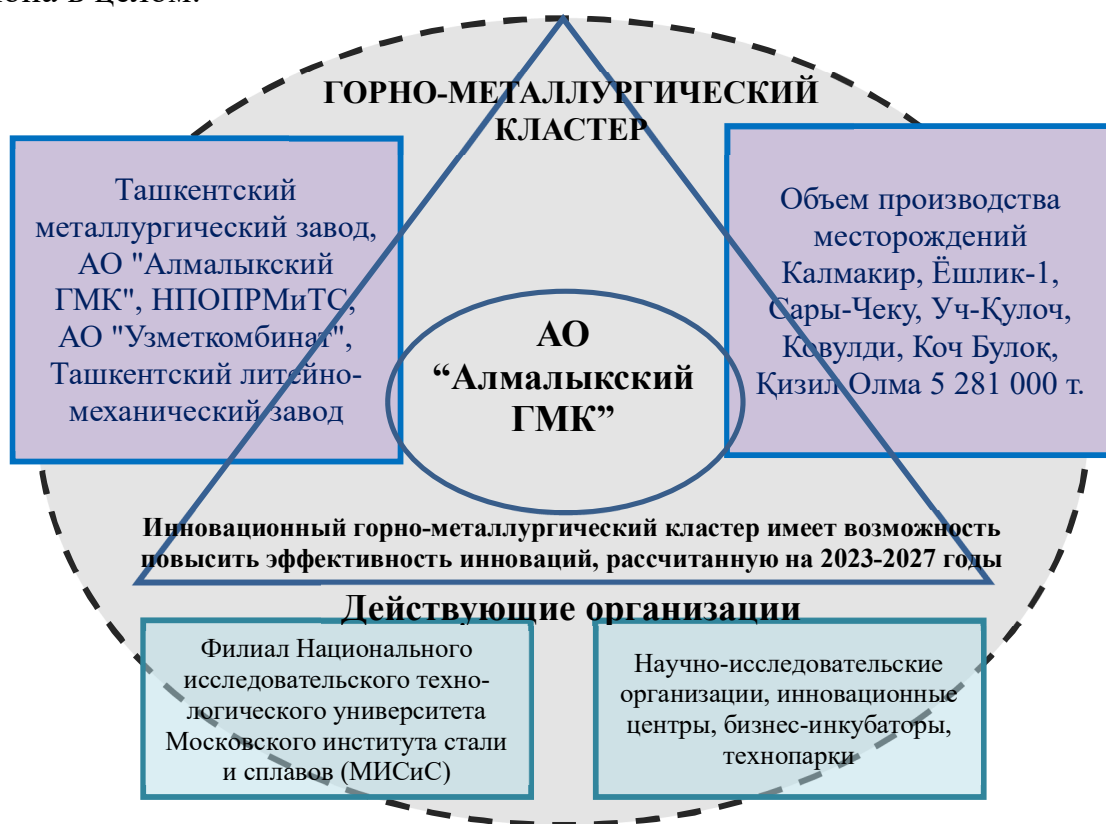 она в целом.
ГОРНО-МЕТАЛЛУРГИЧЕСКИЙ
КЛАСТЕР
Ташкентский
металлургический завод,
АО "Алмалыкский
ГМК", НПОПРМиТС,
АО "Узметкомбинат",
Ташкентский литейно-
механический завод
Объем производства
месторождений
Калмакир, Ёшлик-1,
Сары-Чеку, Уч-Қулоч,
Ковулди, Коч Булоқ,
Қизил Олма 5 281 000 т.
АО
“Алмалыкский
ГМК”
Инновационный горно-металлургический кластер имеет возможность
повысить эффективность инноваций, рассчитанную на 2023-2027 годы
Действующие организации
Филиал Национального
исследовательского техно-
логического университета
Московского института стали
и сплавов (МИСиС)
Научно-исследовательские
организации, инновационные
центры, бизнес-инкубаторы,
технопарки